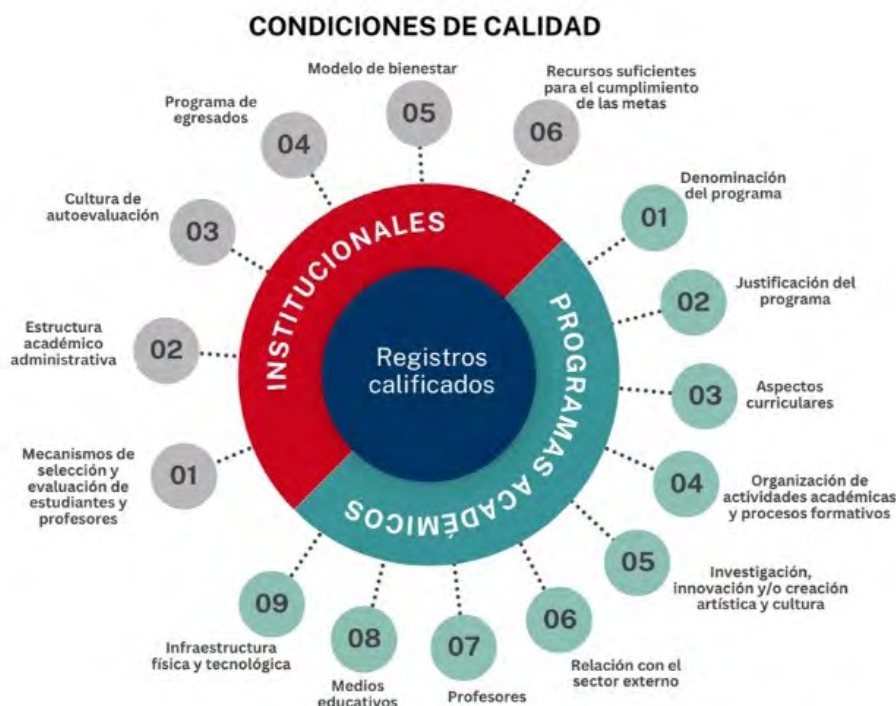 CONDICIONES DE CALIDAD
Modelo de bienestar
05
Recursos suficientes
para el cumplimiento
de las metas
06
Programa de
egresados
04
Cultura de
autoevaluación
03
Estructura
académico
administrativa
02
Mecanismos de
selección y
evaluación de
estudiantes y
profesores
01
INSTITUCIONALES
Registros
calificados
PROGRAMAS ACADÉMICOS
Denominación
del programa
01
Justificación del
programa
02
Aspectos
curriculares
03
Organización de
actividades académicas
y procesos formativos
04
Investigación,
innovación y/o creación
artística y cultura
05
Relación con el
sector externo
06
Profesores
07
Medios
educativos
08
Infraestructura
física y tecnológica
09